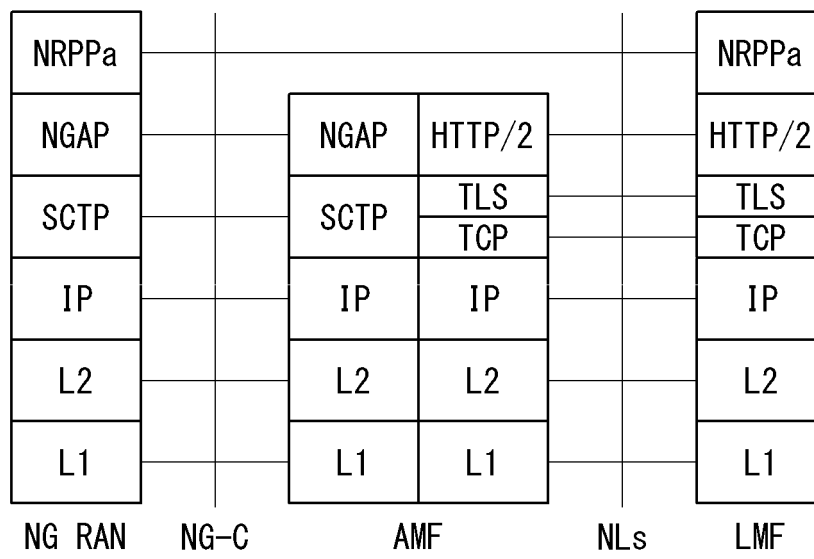 NRPPa NRPPa
NGAP NGAP HTTP/2 HTTP/2
SCTP SCTP TLS TLS
TCP TCP
IP IP IP IP
L2 L2 L2 L2
L1 L1 L1 L1
NG RAN NG-C AMF NLs LMF